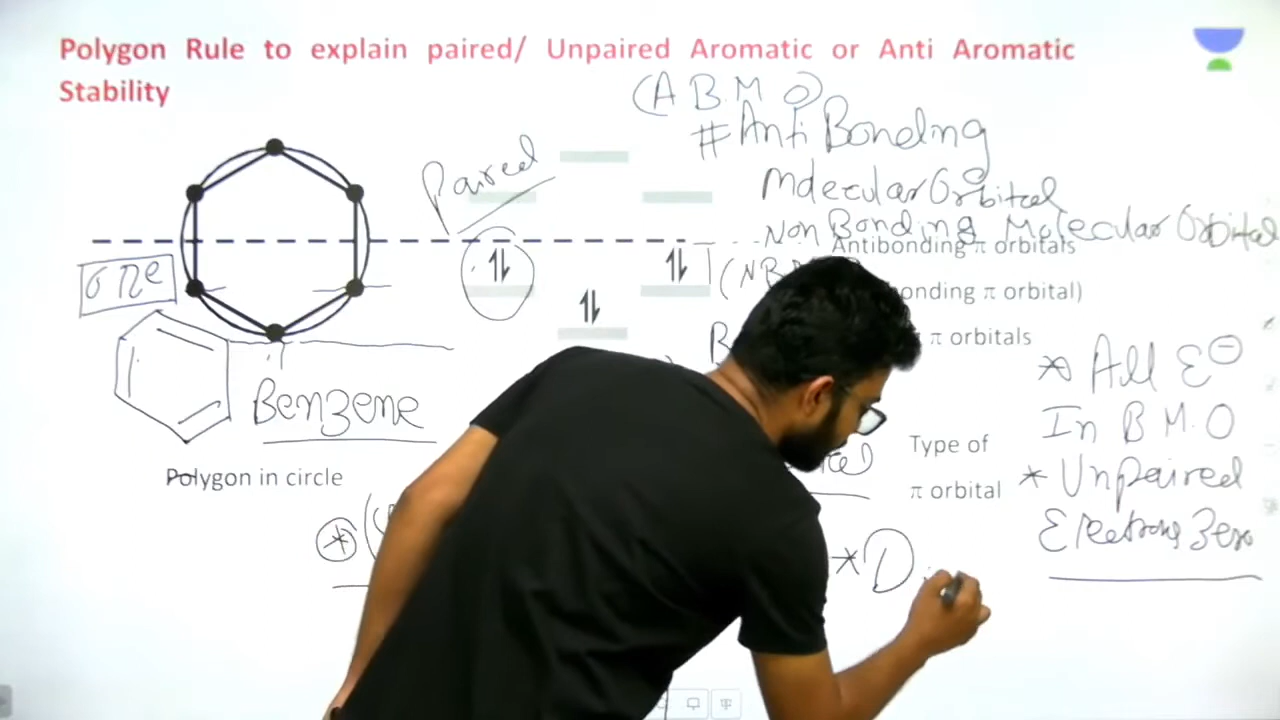 Polygon Rule to explain paired/ Unpaired Aromatic or Anti Aromatic
Stability
(A B.M O)
# Anti Bonding
Molecular Orbital
Paired
Non Bonding Molecular Orbital
Antibonding π orbitals
one
(NB
onding π orbital)
B
π orbitals
* All E⊖
In B M.O
Benzene
Type of
π orbital
* Unpaired
Electrons Zero
Polygon in circle
*
* D